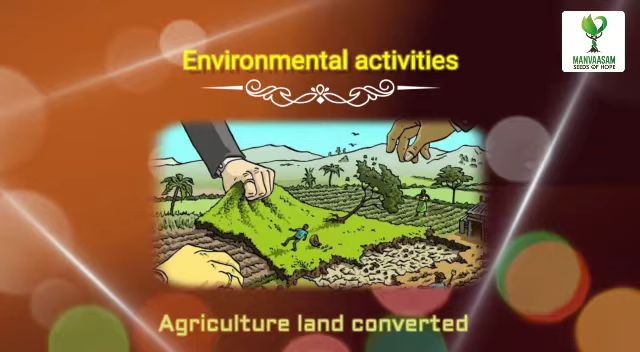 MANVAASAM
SEEDS OF HOPE
Environmental activities
Agriculture land converted